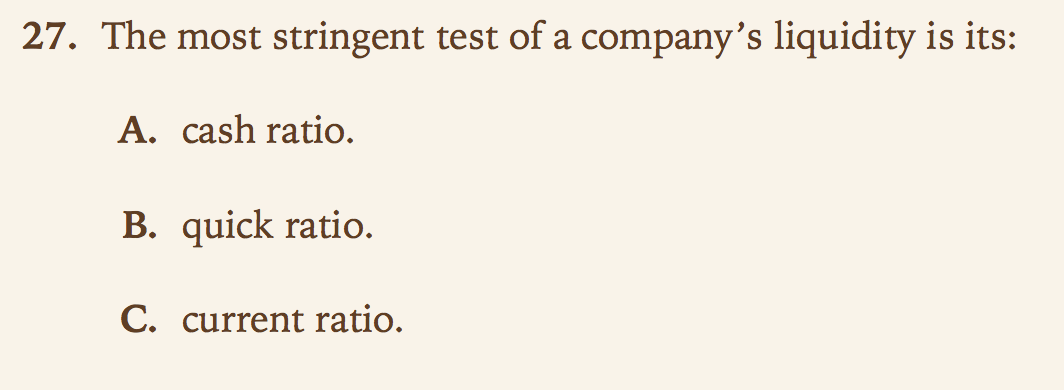 27. The most stringent test of a company’s liquidity is its:
A. cash ratio.
B. quick ratio.
C. current ratio.